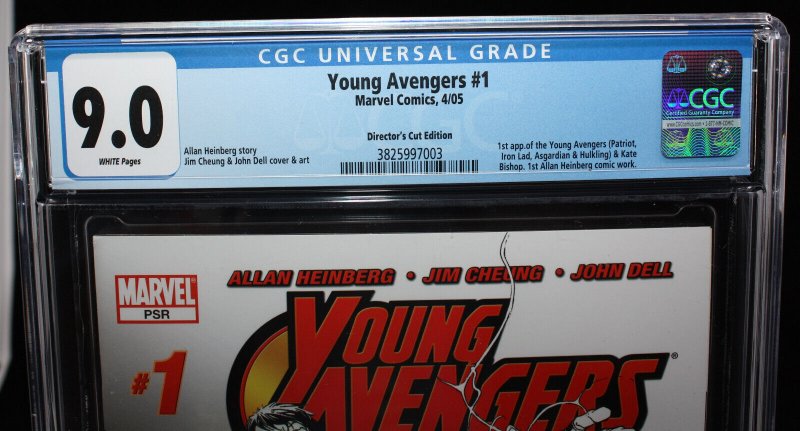 CGC UNIVERSAL GRADE
9.0
WHITE Pages
Young Avengers #1
Marvel Comics, 4/05
Director's Cut Edition
Allan Heinberg story
Jim Cheung & John Dell cover & art
3825997003
1st app. of the Young Avengers (Patriot,
Iron Lad, Asgardian & Hulkling) & Kate
Bishop. 1st Allan Heinberg comic work.
CGC
Certified Guaranty Company
ALLAN HEINBERG • JIM CHEUNG • JOHN DELL
MARVEL
PSR
#1
YOUNG
AVENGERS®